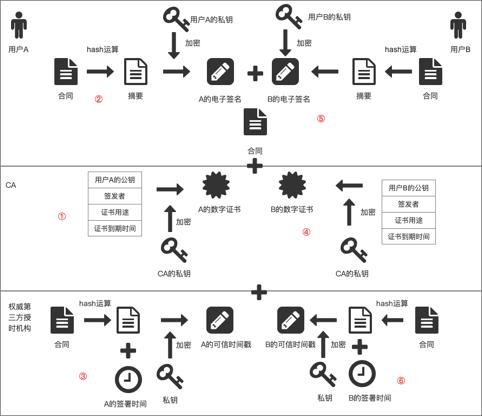 用户A的私钥
用户B的私钥
用户A
hash运算
加密
加密
hash运算
用户B
合同
②
摘要
A的电子签名
B的电子签名
摘要
合同
⑤
合同
CA
用户A的公钥
签发者
证书用途
证书到期时间
①
加密
CA的私钥
A的数字证书
B的数字证书
④
加密
CA的私钥
用户B的公钥
签发者
证书用途
证书到期时间
权威第
三方授
时机构
hash运算
hash运算
合同
加密
A的可信时间戳
B的可信时间戳
加密
合同
③
A的签署时间
私钥
私钥
B的签署时间
⑥